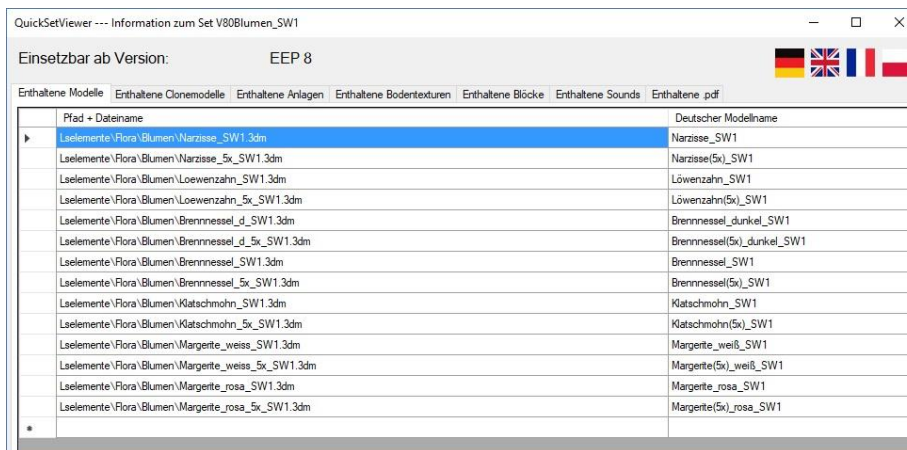 QuickSetViewer --- Information zum Set V80Blumen_SW1
Einsetzbar ab Version: EEP 8
Enthaltene Modelle Enthaltene Clonemodelle Enthaltene Anlagen Enthaltene Bodentexturen Enthaltene Blöcke Enthaltene Sounds Enthaltene .pdf
Pfad + Dateiname Deutscher Modellname
Lselemente\Flora\Blumen\Narzisse_SW1.3dm Narzisse_SW1
Lselemente\Flora\Blumen\Narzisse_5x_SW1.3dm Narzisse(5x)_SW1
Lselemente\Flora\Blumen\Loewenzahn_SW1.3dm Löwenzahn_SW1
Lselemente\Flora\Blumen\Loewenzahn_5x_SW1.3dm Löwenzahn(5x)_SW1
Lselemente\Flora\Blumen\Brennnessel_d_SW1.3dm Brennnessel_dunkel_SW1
Lselemente\Flora\Blumen\Brennnessel_d_5x_SW1.3dm Brennnessel(5x)_dunkel_SW1
Lselemente\Flora\Blumen\Brennnessel_SW1.3dm Brennnessel_SW1
Lselemente\Flora\Blumen\Brennnessel_5x_SW1.3dm Brennnessel(5x)_SW1
Lselemente\Flora\Blumen\Klatschmohn_SW1.3dm Klatschmohn_SW1
Lselemente\Flora\Blumen\Klatschmohn_5x_SW1.3dm Klatschmohn(5x)_SW1
Lselemente\Flora\Blumen\Margerite_weiss_SW1.3dm Margerite_weiß_SW1
Lselemente\Flora\Blumen\Margerite_weiss_5x_SW1.3dm Margerite(5x)_weiß_SW1
Lselemente\Flora\Blumen\Margerite_rosa_SW1.3dm Margerite_rosa_SW1
Lselemente\Flora\Blumen\Margerite_rosa_5x_SW1.3dm Margerite(5x)_rosa_SW1